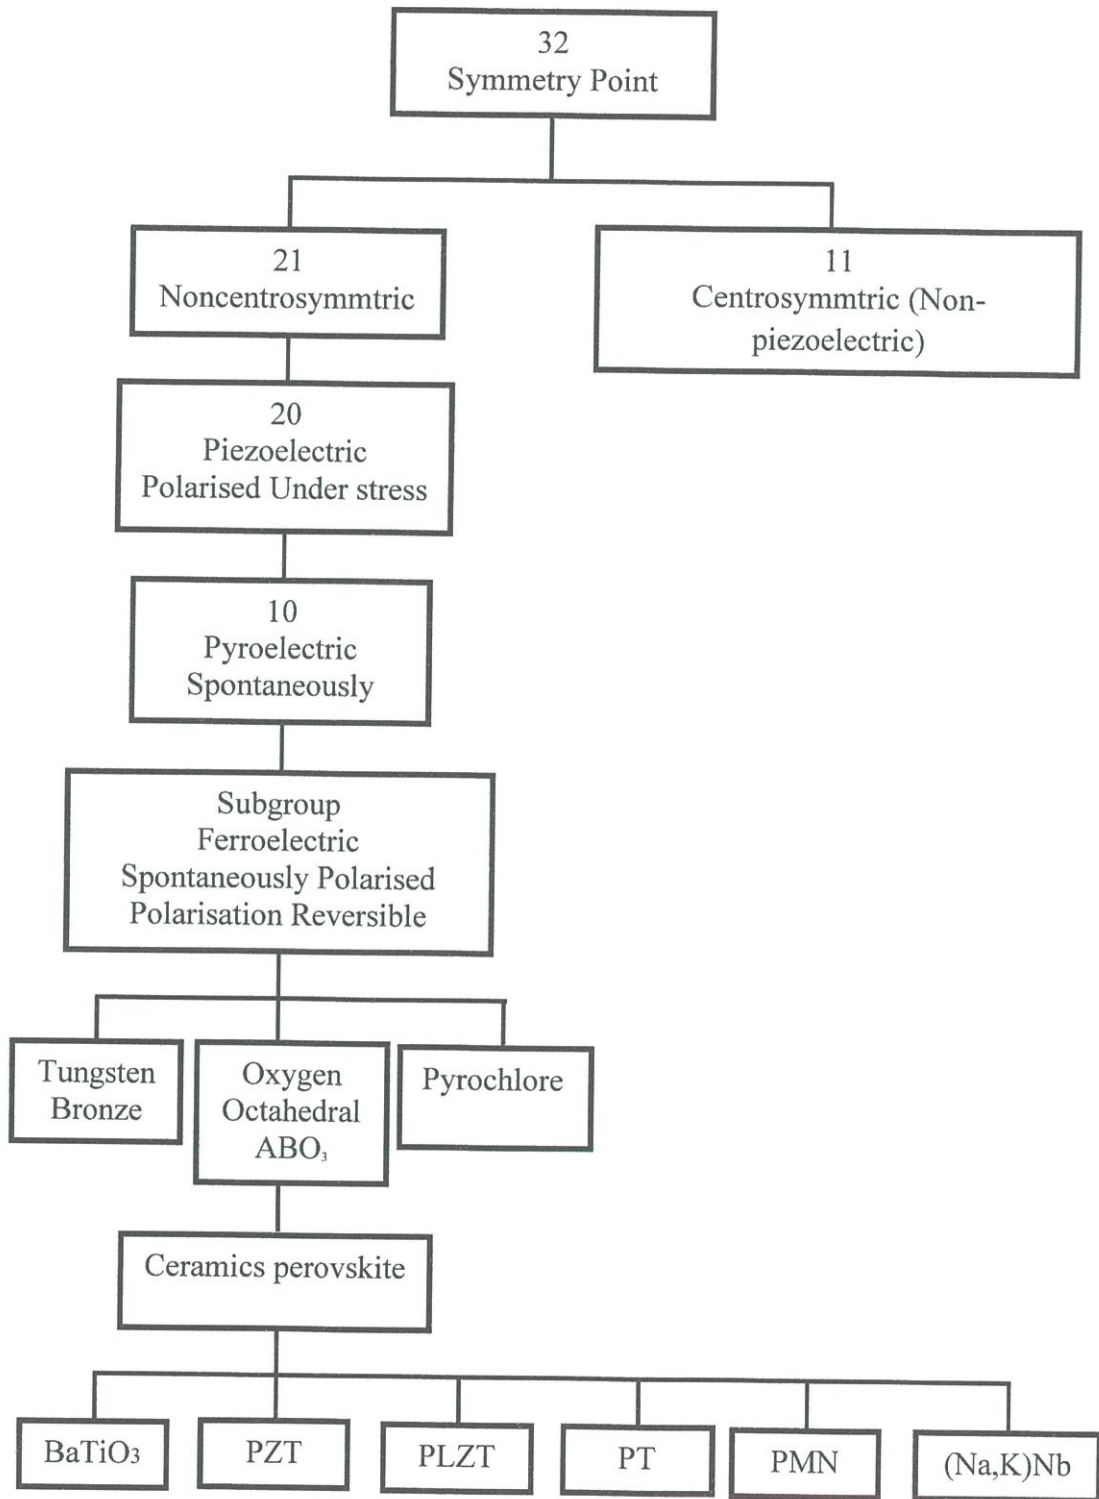 32
Symmetry Point
21
Noncentrosymmtric
11
Centrosymmtric (Non-
piezoelectric)
20
Piezoelectric
Polarised Under stress
10
Pyroelectric
Spontaneously
Subgroup
Ferroelectric
Spontaneously Polarised
Polarisation Reversible
Tungsten
Bronze
Oxygen
Octahedral
ABO₃
Pyrochlore
Ceramics perovskite
BaTiO₃
PZT
PLZT
PT
PMN
(Na,K)Nb